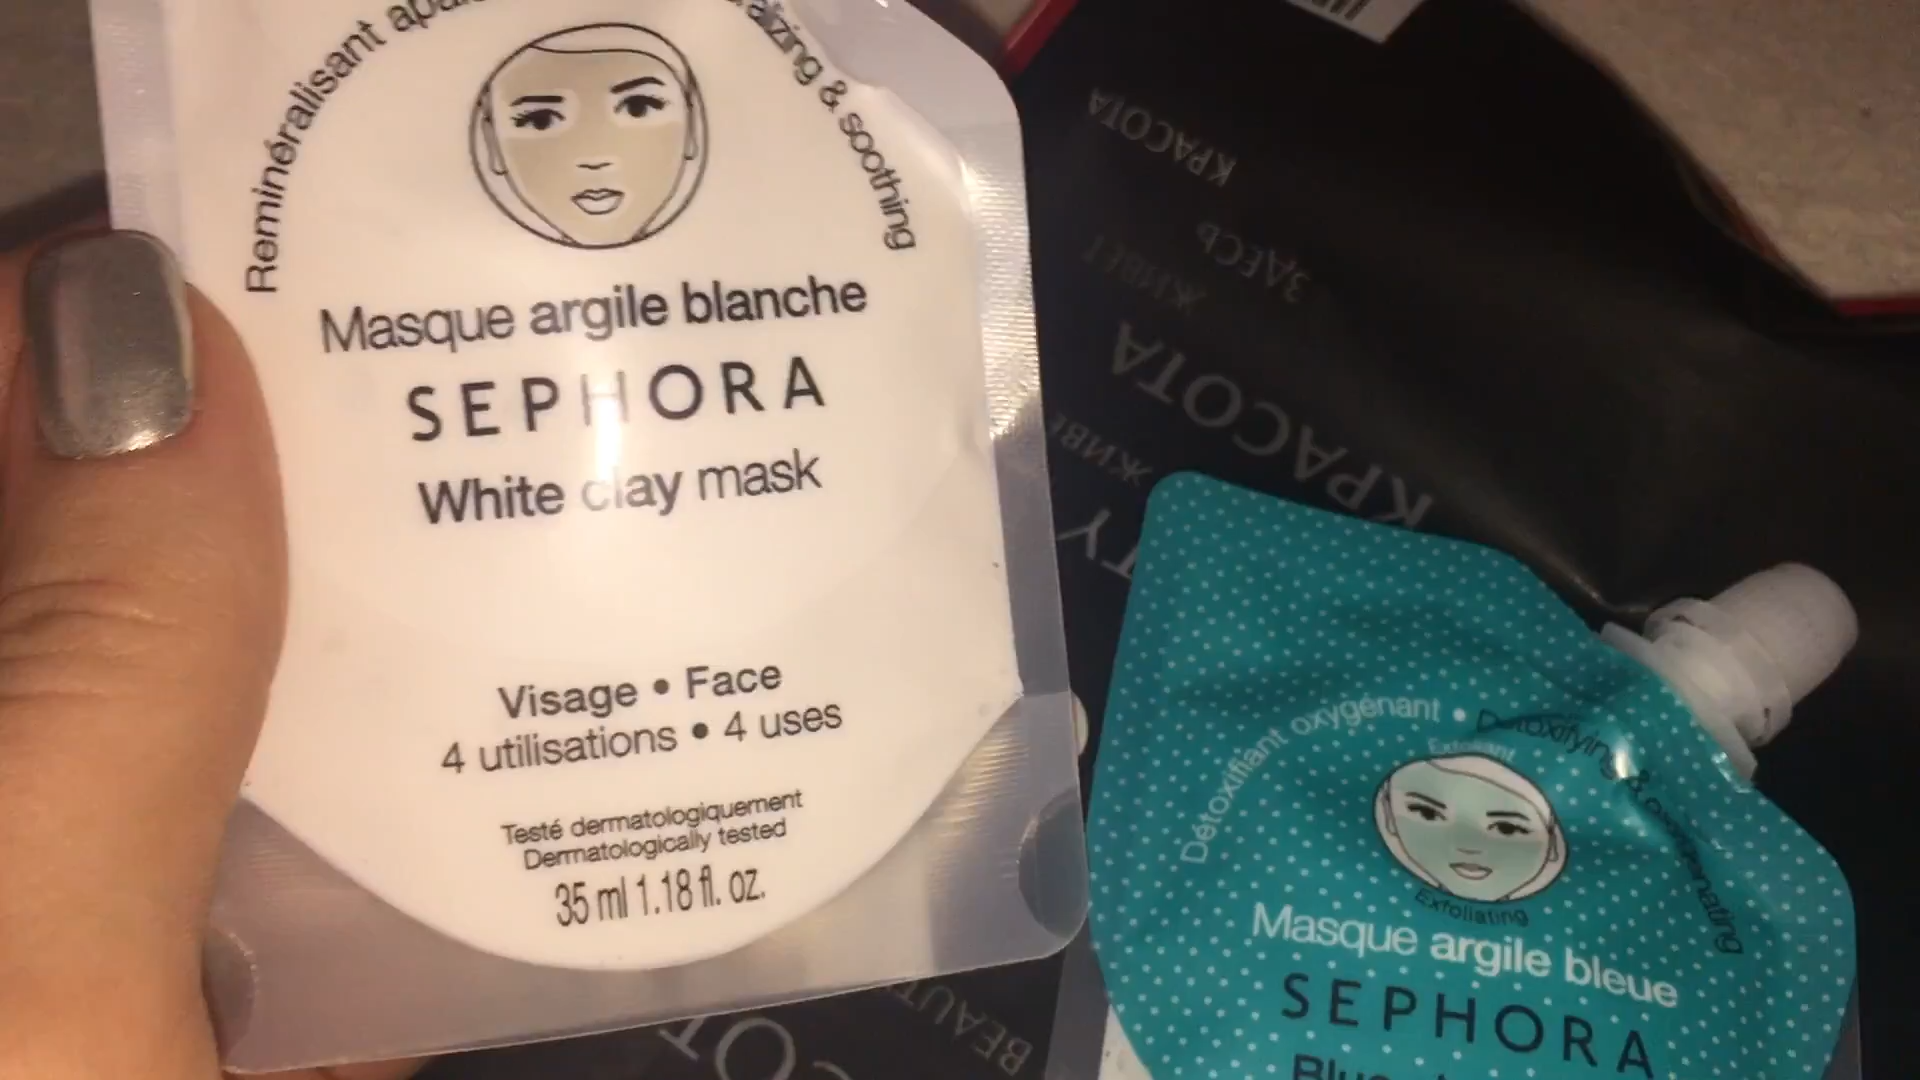 Reminéralisant
& soothing
Masque argile blanche
SEPHORA
White clay mask
Visage • Face
4 utilisations • 4 uses
Testé dermatologiquement
Dermatologically tested
35 ml 1.18 fl. oz.
КРАСОТА
ЗДЕСЬ
ЖИВЕТ
КРАСОТА
Détoxifiant oxygénant • Detoxifying & oxygenating
Exfoliant
Exfoliating
Masque argile bleue
SEPHORA